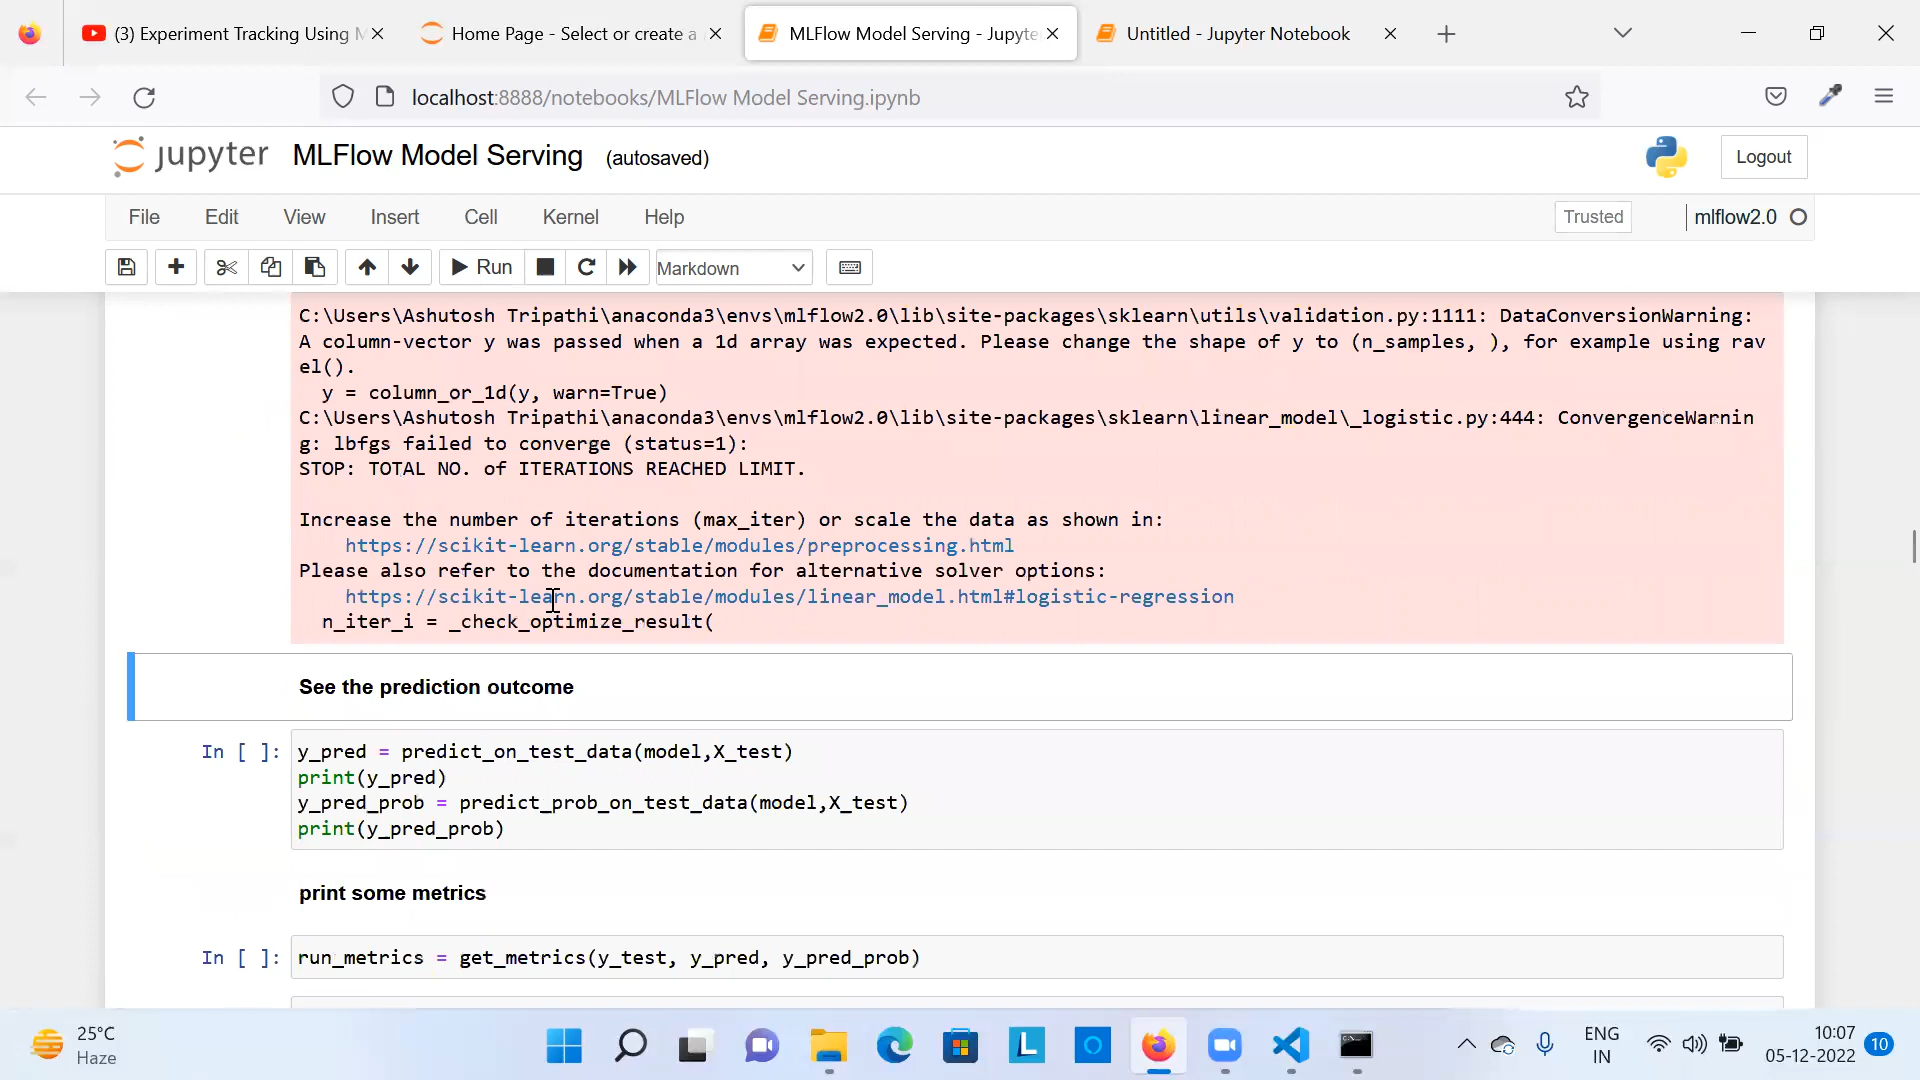 (3) Experiment Tracking Using M
Home Page - Select or create a
MLFlow Model Serving - Jupyte
Untitled - Jupyter Notebook
localhost:8888/notebooks/MLFlow Model Serving.ipynb
jupyter MLFlow Model Serving (autosaved)
Logout
File Edit View Insert Cell Kernel Help
Trusted
mlflow2.0
Run
Markdown
C:\Users\Ashutosh Tripathi\anaconda3\envs\mlflow2.0\lib\site-packages\sklearn\utils\validation.py:1111: DataConversionWarning:
A column-vector y was passed when a 1d array was expected. Please change the shape of y to (n_samples, ), for example using rav
el().
y = column_or_1d(y, warn=True)
C:\Users\Ashutosh Tripathi\anaconda3\envs\mlflow2.0\lib\site-packages\sklearn\linear_model\_logistic.py:444: ConvergenceWarnin
g: lbfgs failed to converge (status=1):
STOP: TOTAL NO. of ITERATIONS REACHED LIMIT.
Increase the number of iterations (max_iter) or scale the data as shown in:
https://scikit-learn.org/stable/modules/preprocessing.html
Please also refer to the documentation for alternative solver options:
https://scikit-learn.org/stable/modules/linear_model.html#logistic-regression
n_iter_i = _check_optimize_result(
See the prediction outcome
In [ ]: y_pred = predict_on_test_data(model,X_test)
print(y_pred)
y_pred_prob = predict_prob_on_test_data(model,X_test)
print(y_pred_prob)
print some metrics
In [ ]: run_metrics = get_metrics(y_test, y_pred, y_pred_prob)
25°C
Haze
L
ENG
IN
10:07
05-12-2022
10